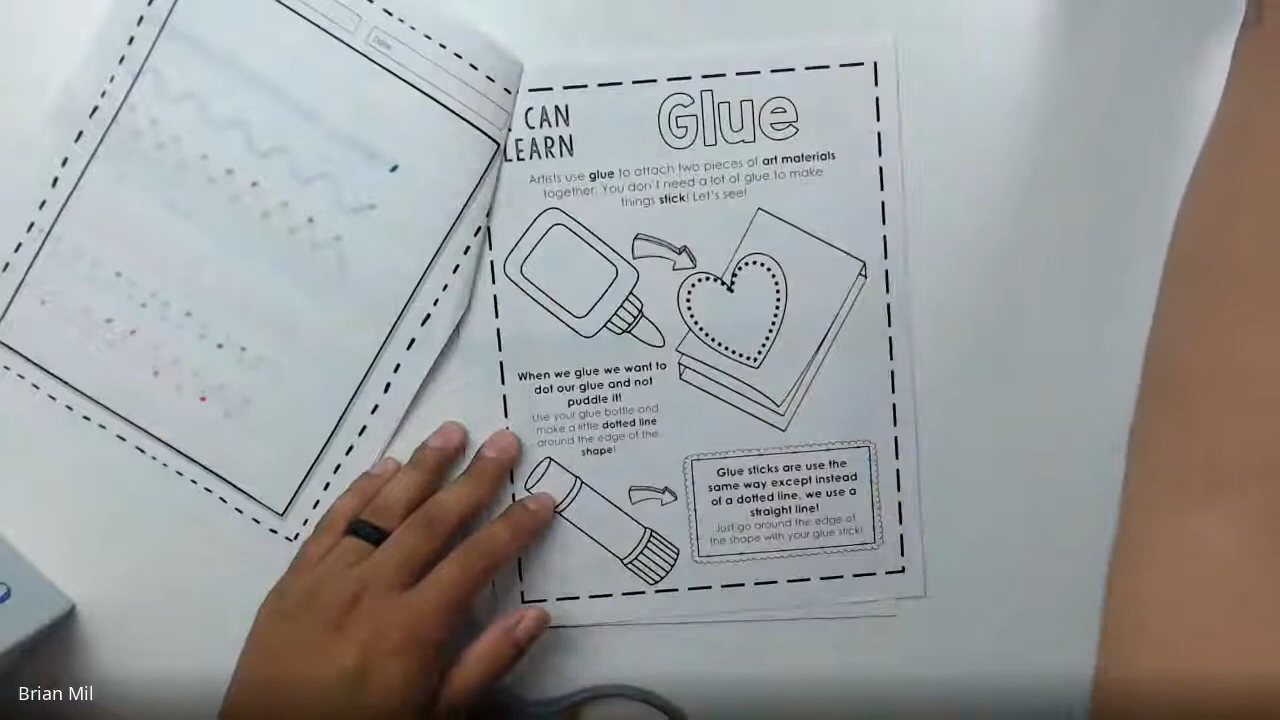 CAN
LEARN
Glue
Artists use glue to attach two pieces of art materials
together. You don't need a lot of glue to make
things stick! Let's see!
When we glue we want to
dot our glue and not
puddle it!
Use your glue bottle and
make a little dotted line
around the edge of the
shape!
Glue sticks are use the
same way except instead
of a dotted line, we use a
straight line!
Just go around the edge of
the shape with your glue stick!
Brian Mil